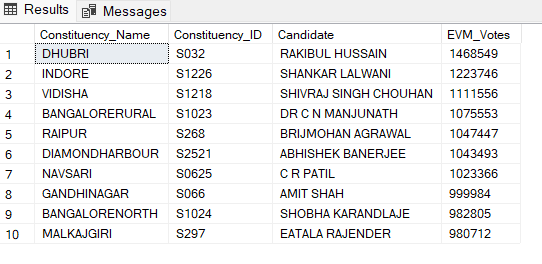 Results Messages
Constituency_Name Constituency_ID Candidate EVM_Votes
1 DHUBRI S032 RAKIBUL HUSSAIN 1468549
2 INDORE S1226 SHANKAR LALWANI 1223746
3 VIDISHA S1218 SHIVRAJ SINGH CHOUHAN 1111556
4 BANGALORERURAL S1023 DR C N MANJUNATH 1075553
5 RAIPUR S268 BRIJMOHAN AGRAWAL 1047447
6 DIAMONDHARBOUR S2521 ABHISHEK BANERJEE 1043493
7 NAVSARI S0625 C R PATIL 1023366
8 GANDHINAGAR S066 AMIT SHAH 999984
9 BANGALORENORTH S1024 SHOBHA KARANDLAJE 982805
10 MALKAJGIRI S297 EATALA RAJENDER 980712